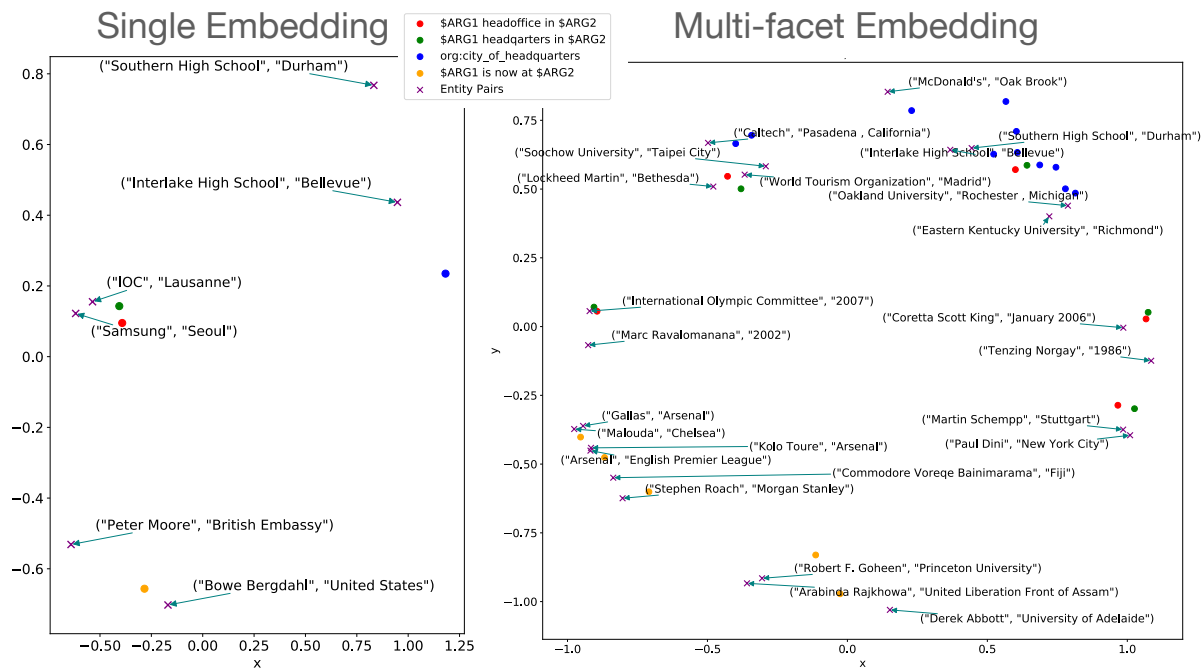 Single Embedding
Multi-facet Embedding
$ARG1 headoffice in $ARG2
$ARG1 headqarters in $ARG2
org:city_of_headquarters
$ARG1 is now at $ARG2
Entity Pairs
0.8
0.6
0.4
0.2
0.0
−0.2
−0.4
−0.6
("Southern High School", "Durham")
("Interlake High School", "Bellevue")
("IOC", "Lausanne")
("Samsung", "Seoul")
("Peter Moore", "British Embassy")
("Bowe Bergdahl", "United States")
−0.50
−0.25
0.00
0.25
0.50
0.75
1.00
1.25
x
y
0.75
0.50
0.25
0.00
−0.25
−0.50
−0.75
−1.00
("McDonald's", "Oak Brook")
("Caltech", "Pasadena , California")
("Southern High School", "Durham")
("Soochow University", "Taipei City")
("Interlake High School", "Bellevue")
("Lockheed Martin", "Bethesda")
("World Tourism Organization", "Madrid")
("Oakland University", "Rochester , Michigan")
("Eastern Kentucky University", "Richmond")
("International Olympic Committee", "2007")
("Coretta Scott King", "January 2006")
("Marc Ravalomanana", "2002")
("Tenzing Norgay", "1986")
("Gallas", "Arsenal")
("Martin Schempp", "Stuttgart")
("Malouda", "Chelsea")
("Kolo Toure", "Arsenal")
("Paul Dini", "New York City")
("Arsenal", "English Premier League")
("Commodore Voreqe Bainimarama", "Fiji")
("Stephen Roach", "Morgan Stanley")
("Robert F. Goheen", "Princeton University")
("Arabinda Rajkhowa", "United Liberation Front of Assam")
("Derek Abbott", "University of Adelaide")
−1.0
−0.5
0.0
0.5
1.0
x